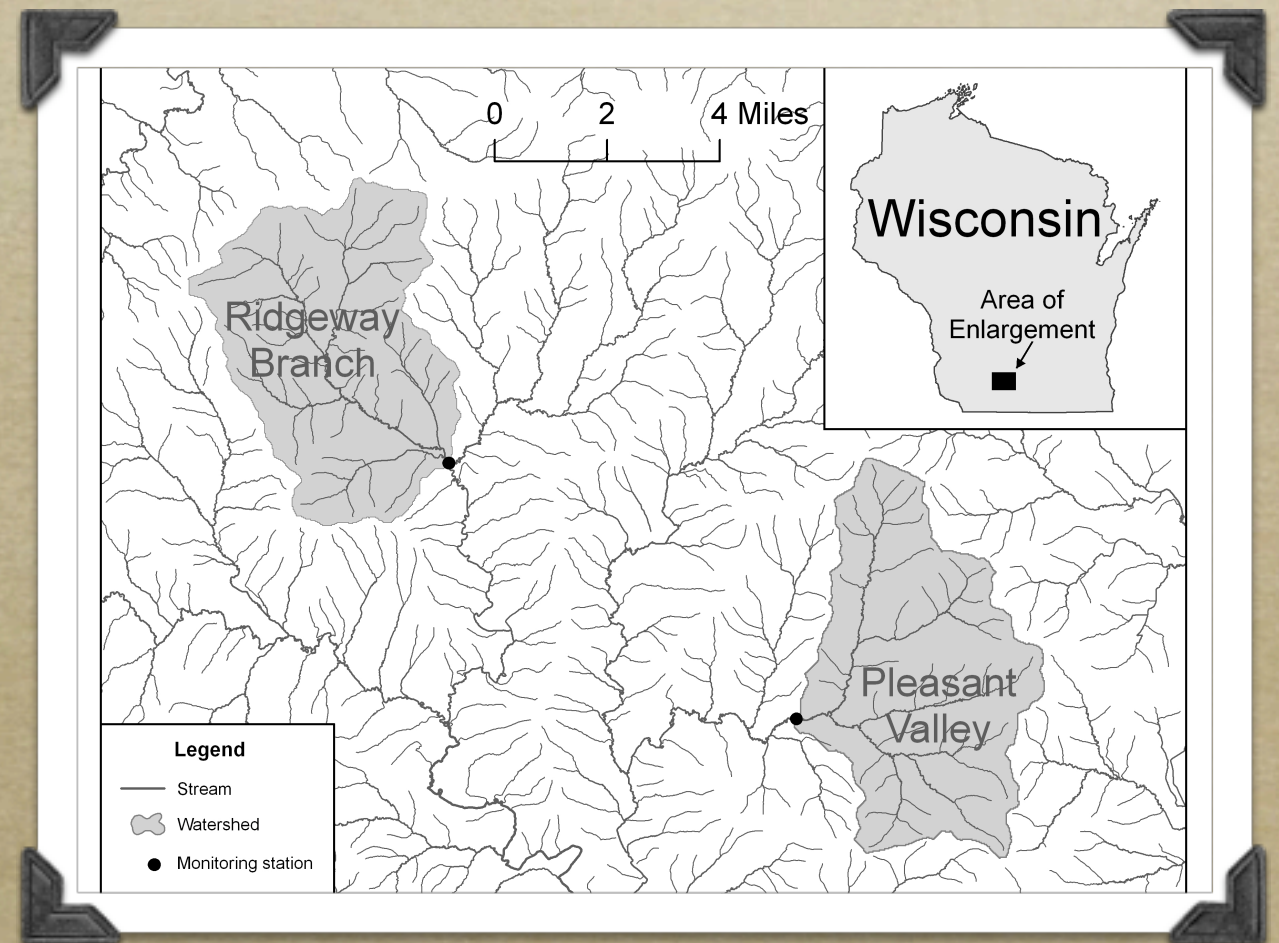 0 2 4 Miles
Wisconsin
Area of
Enlargement
Ridgeway
Branch
Pleasant
Valley
Legend
Stream
Watershed
Monitoring station